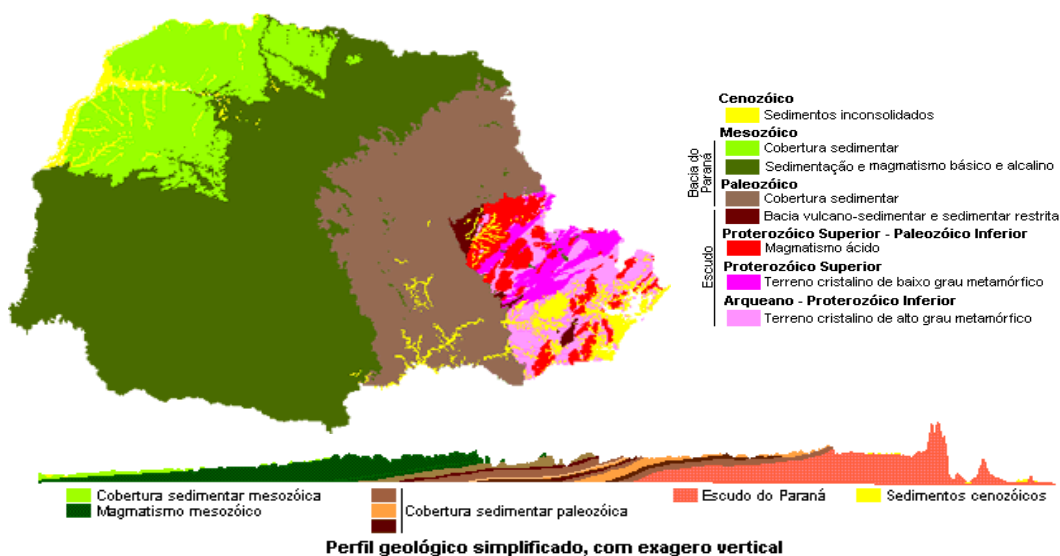 Cenozóico
Sedimentos inconsolidados
Mesozóico
Cobertura sedimentar
Sedimentação e magmatismo básico e alcalino
Bacia do
Paraná
Paleozóico
Cobertura sedimentar
Bacia vulcano-sedimentar e sedimentar restrita
Proterozóico Superior - Paleozóico Inferior
Magmatismo ácido
Escudo
Proterozóico Superior
Terreno cristalino de baixo grau metamórfico
Arqueano - Proterozóico Inferior
Terreno cristalino de alto grau metamórfico
Cobertura sedimentar mesozóica
Magmatismo mesozóico
Cobertura sedimentar paleozóica
Escudo do Paraná
Sedimentos cenozóicos
Perfil geológico simplificado, com exagero vertical